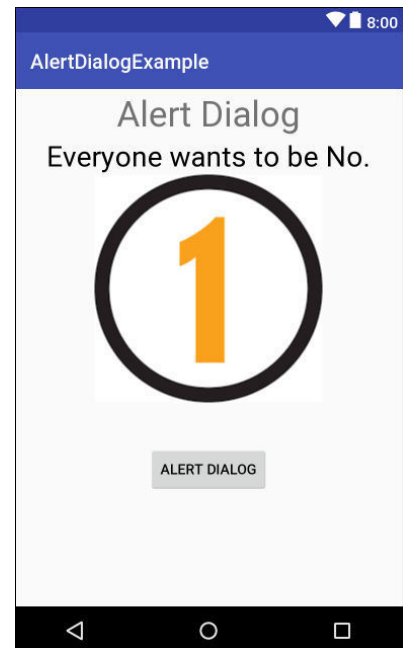 8:00
AlertDialogExample
Alert Dialog
Everyone wants to be No.
1
ALERT DIALOG